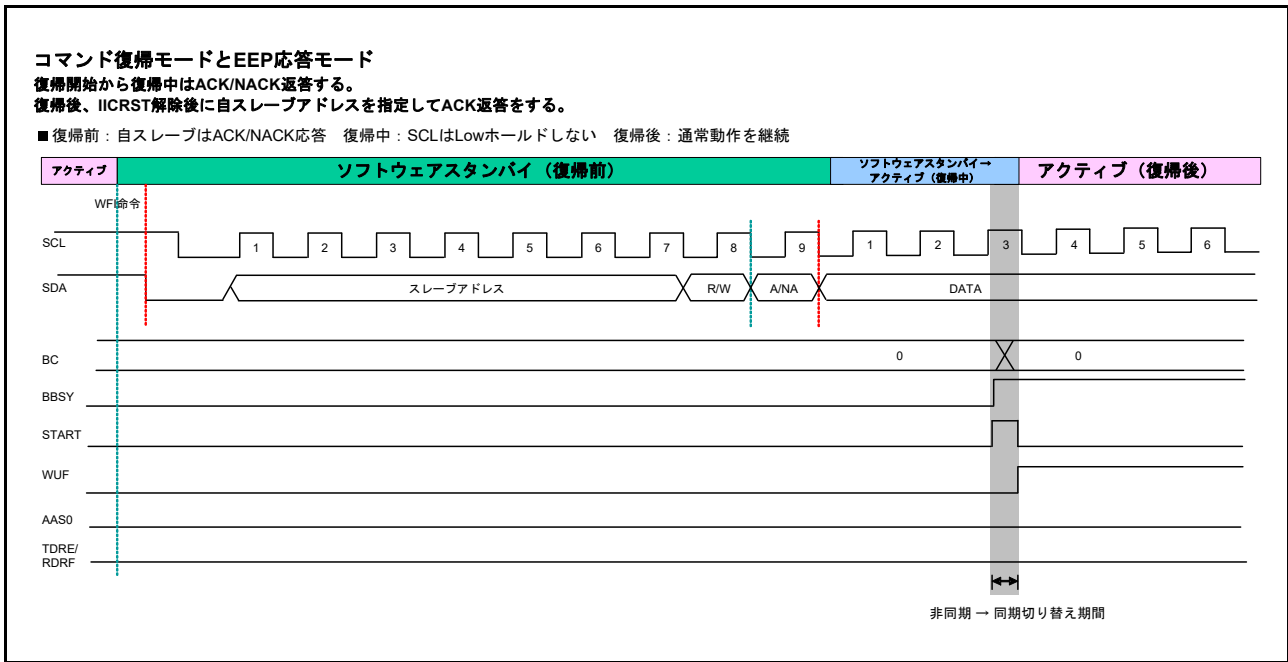 コマンド復帰モードとEEP応答モード
復帰開始から復帰中はACK/NACK返答する。
復帰後、IICRST解除後に自スレーブアドレスを指定してACK返答をする。
■復帰前：自スレーブはACK/NACK応答　復帰中：SCLはLowホールドしない　復帰後：通常動作を継続
アクティブ
ソフトウェアスタンバイ（復帰前）
ソフトウェアスタンバイ→
アクティブ（復帰中）
アクティブ（復帰後）
WFI命令
SCL 1 2 3 4 5 6 7 8 9 1 2 3 4 5 6
SDA スレーブアドレス R/W A/NA DATA
BC 0 0
BBSY
START
WUF
AAS0
TDRE/
RDRF
非同期 → 同期切り替え期間